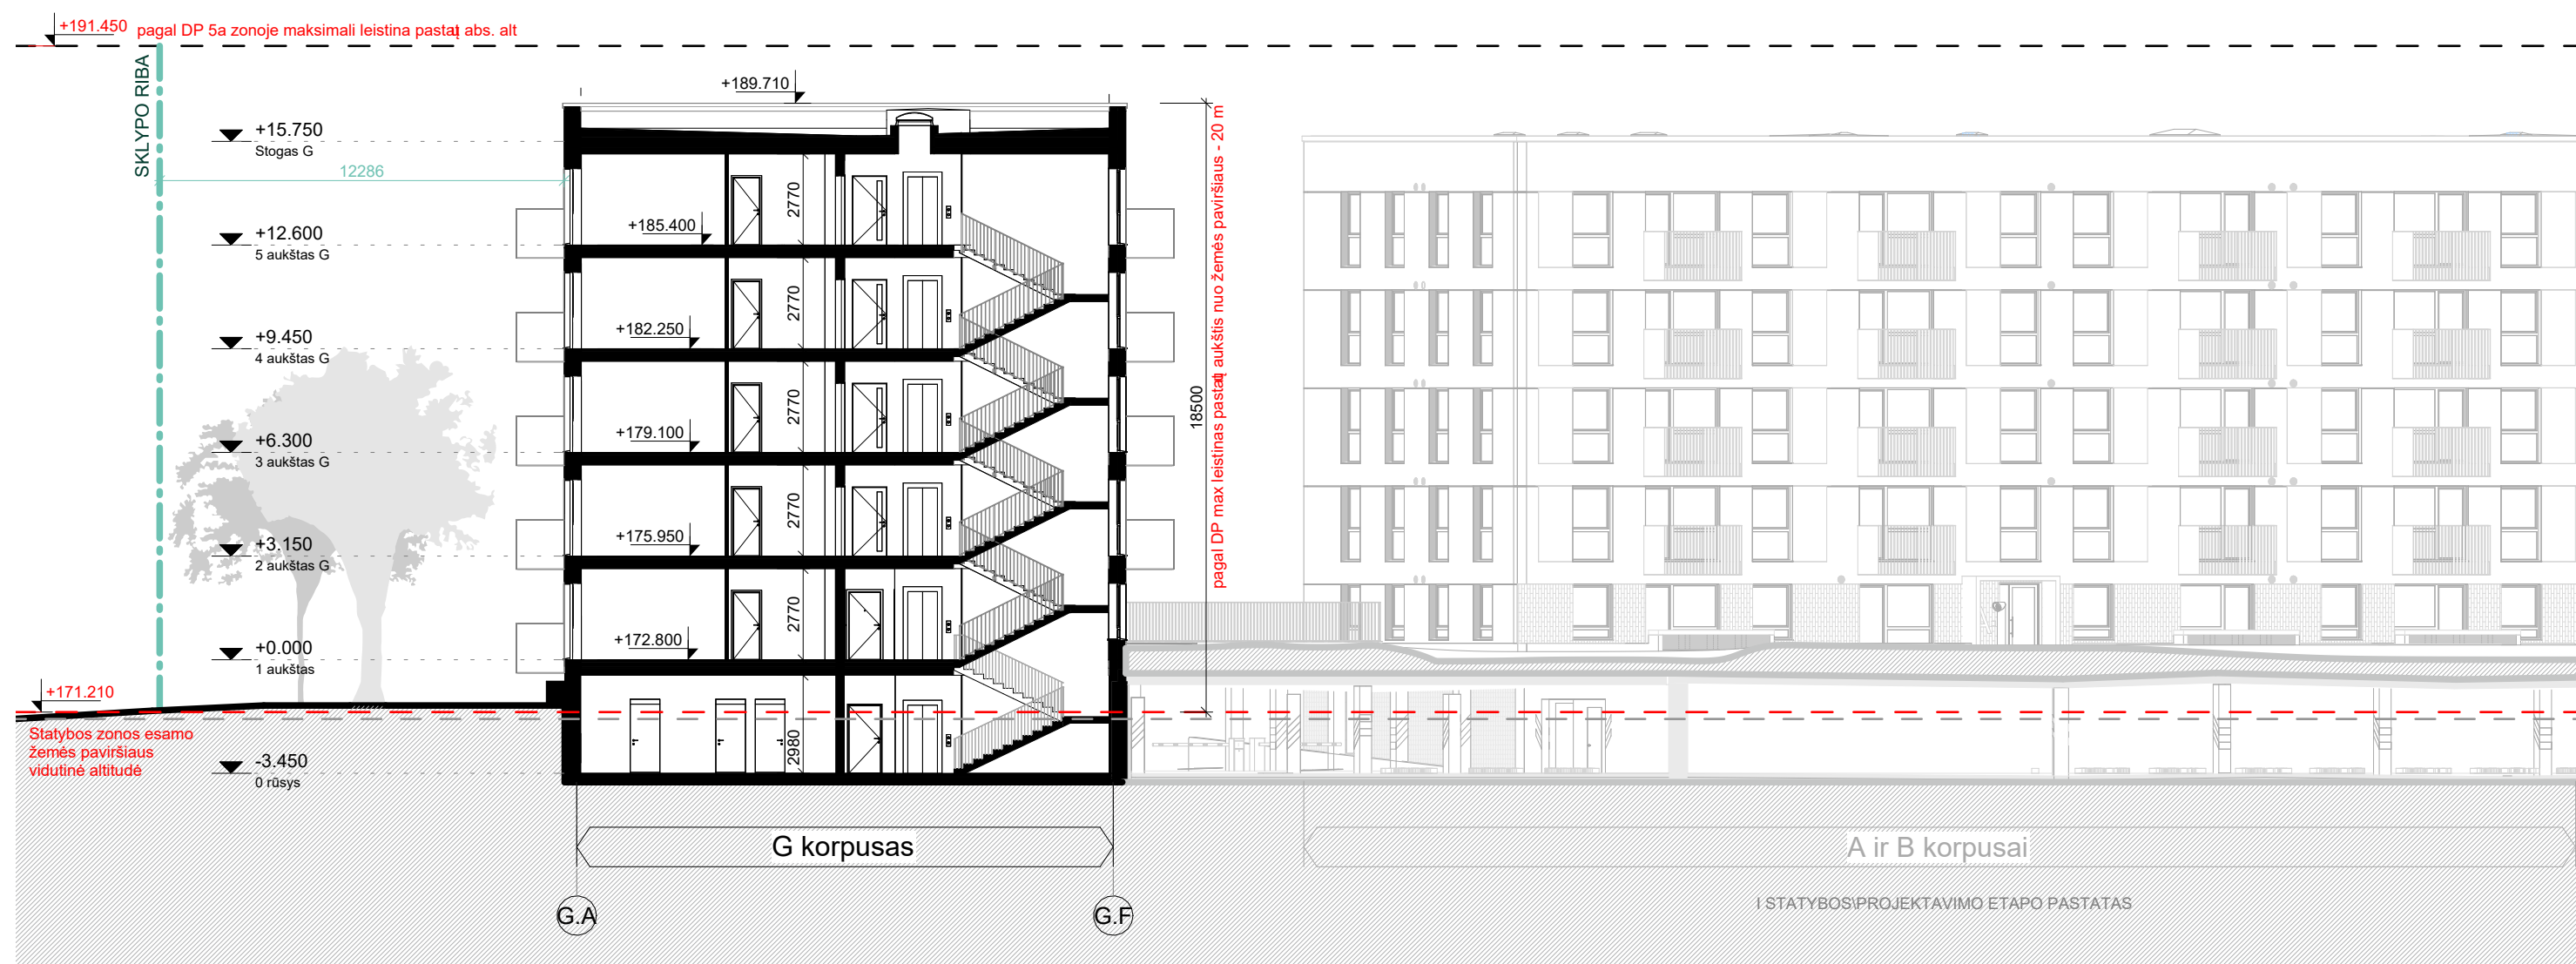 +191.450 pagal DP 5a zonoje maksimali leistina pastatų abs. alt
SKLYPO RIBA
+189.710
+15.750
Stogas G
12286
2770
+185.400
+12.600
5 aukštas G
2770
+182.250
+9.450
4 aukštas G
2770
+179.100
+6.300
3 aukštas G
2770
+175.950
+3.150
2 aukštas G
2770
+172.800
+0.000
1 aukštas
18500
pagal DP max leistinas pastatų aukštis nuo žemės paviršiaus - 20 m
+171.210
Statybos zonos esamo
žemės paviršiaus
vidutinė altitudė
2980
-3.450
0 rūsys
G korpusas
A ir B korpusai
G.A
G.F
I STATYBOS\PROJEKTAVIMO ETAPO PASTATAS